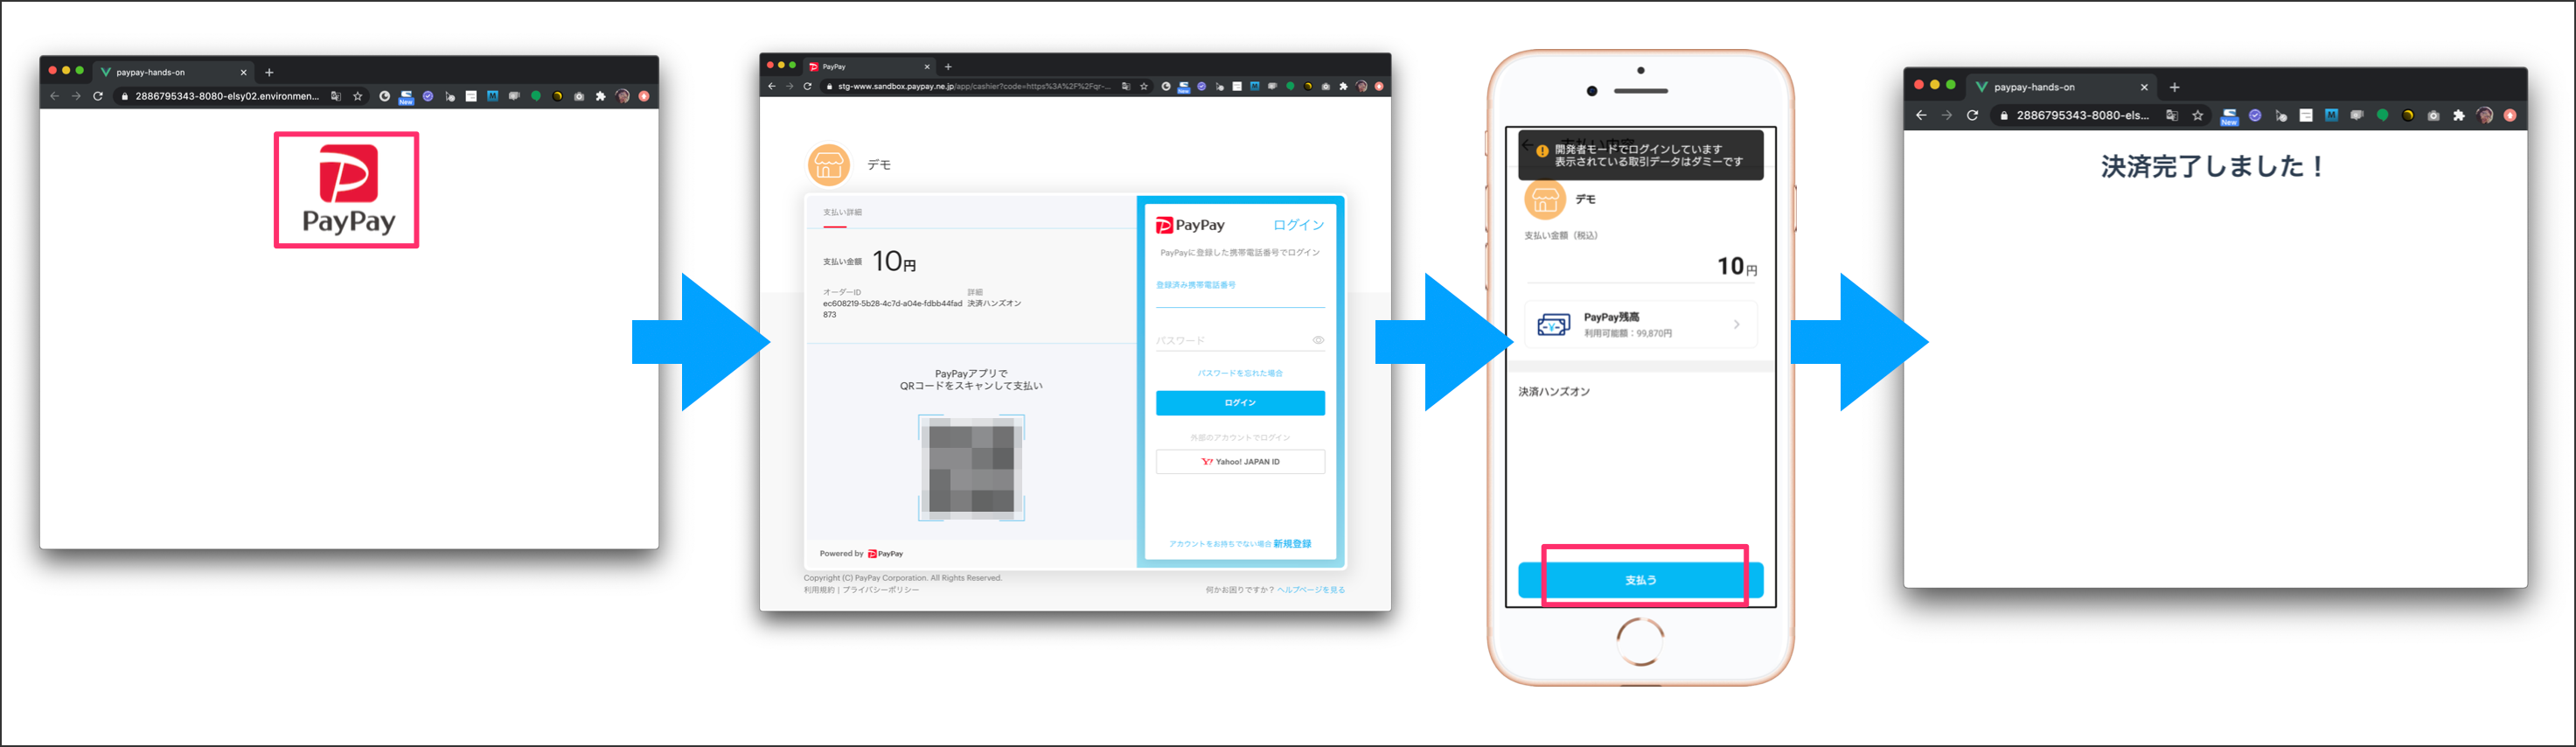 paypay-hands-on
2886795343-8080-elsy02.environmen...
New
PayPay
PayPay
stg-www.sandbox.paypay.ne.jp/app/cashier?code=https%3A%2F%2Fqr-...
New
デモ
支払い詳細
支払い金額 10円
オーダーID 詳細
ec608219-5b28-4c7d-a04e-fdbb44fad 決済ハンズオン
873
PayPayアプリで
QRコードをスキャンして支払い
Powered by PayPay
PayPay ログイン
PayPayに登録した携帯電話番号でログイン
登録済み携帯電話番号
パスワード
パスワードを忘れた場合
ログイン
外部のアカウントでログイン
Y! Yahoo! JAPAN ID
アカウントをお持ちでない場合 新規登録
Copyright (C) PayPay Corporation. All Rights Reserved.
利用規約 | プライバシーポリシー
何かお困りですか？ ヘルプページを見る
開発者モードでログインしています
表示されている取引データはダミーです
デモ
支払い金額（税込）
10円
PayPay残高
利用可能額：99,870円
決済ハンズオン
支払う
paypay-hands-on
2886795343-8080-els...
New
決済完了しました！